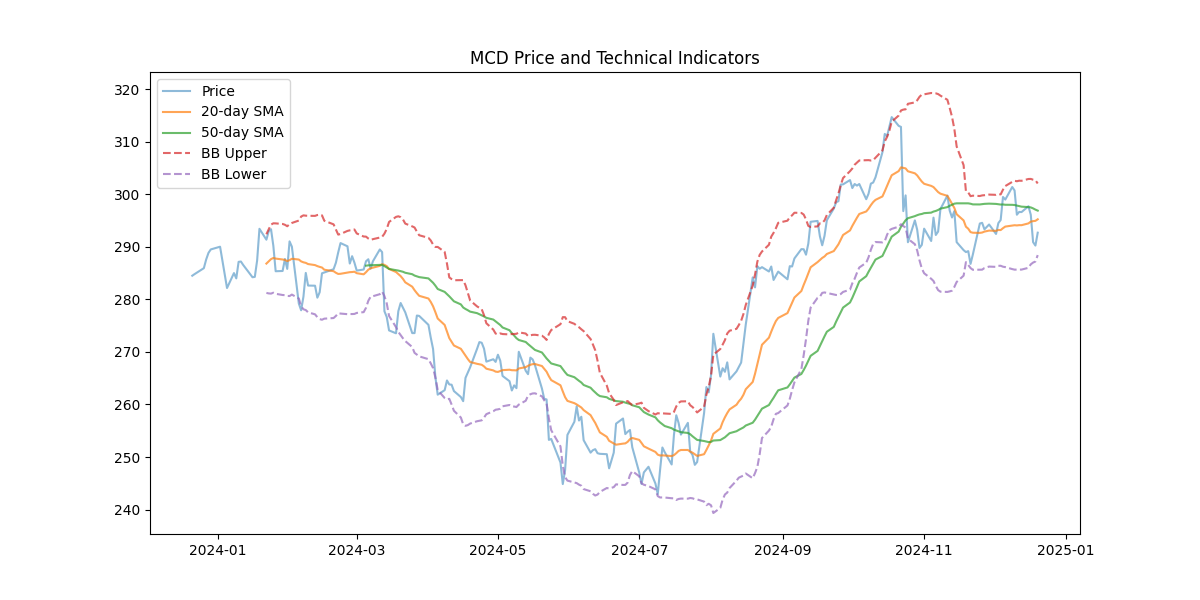 MCD Price and Technical Indicators
Price
20-day SMA
50-day SMA
BB Upper
BB Lower
320
310
300
290
280
270
260
250
240
2024-01
2024-03
2024-05
2024-07
2024-09
2024-11
2025-01